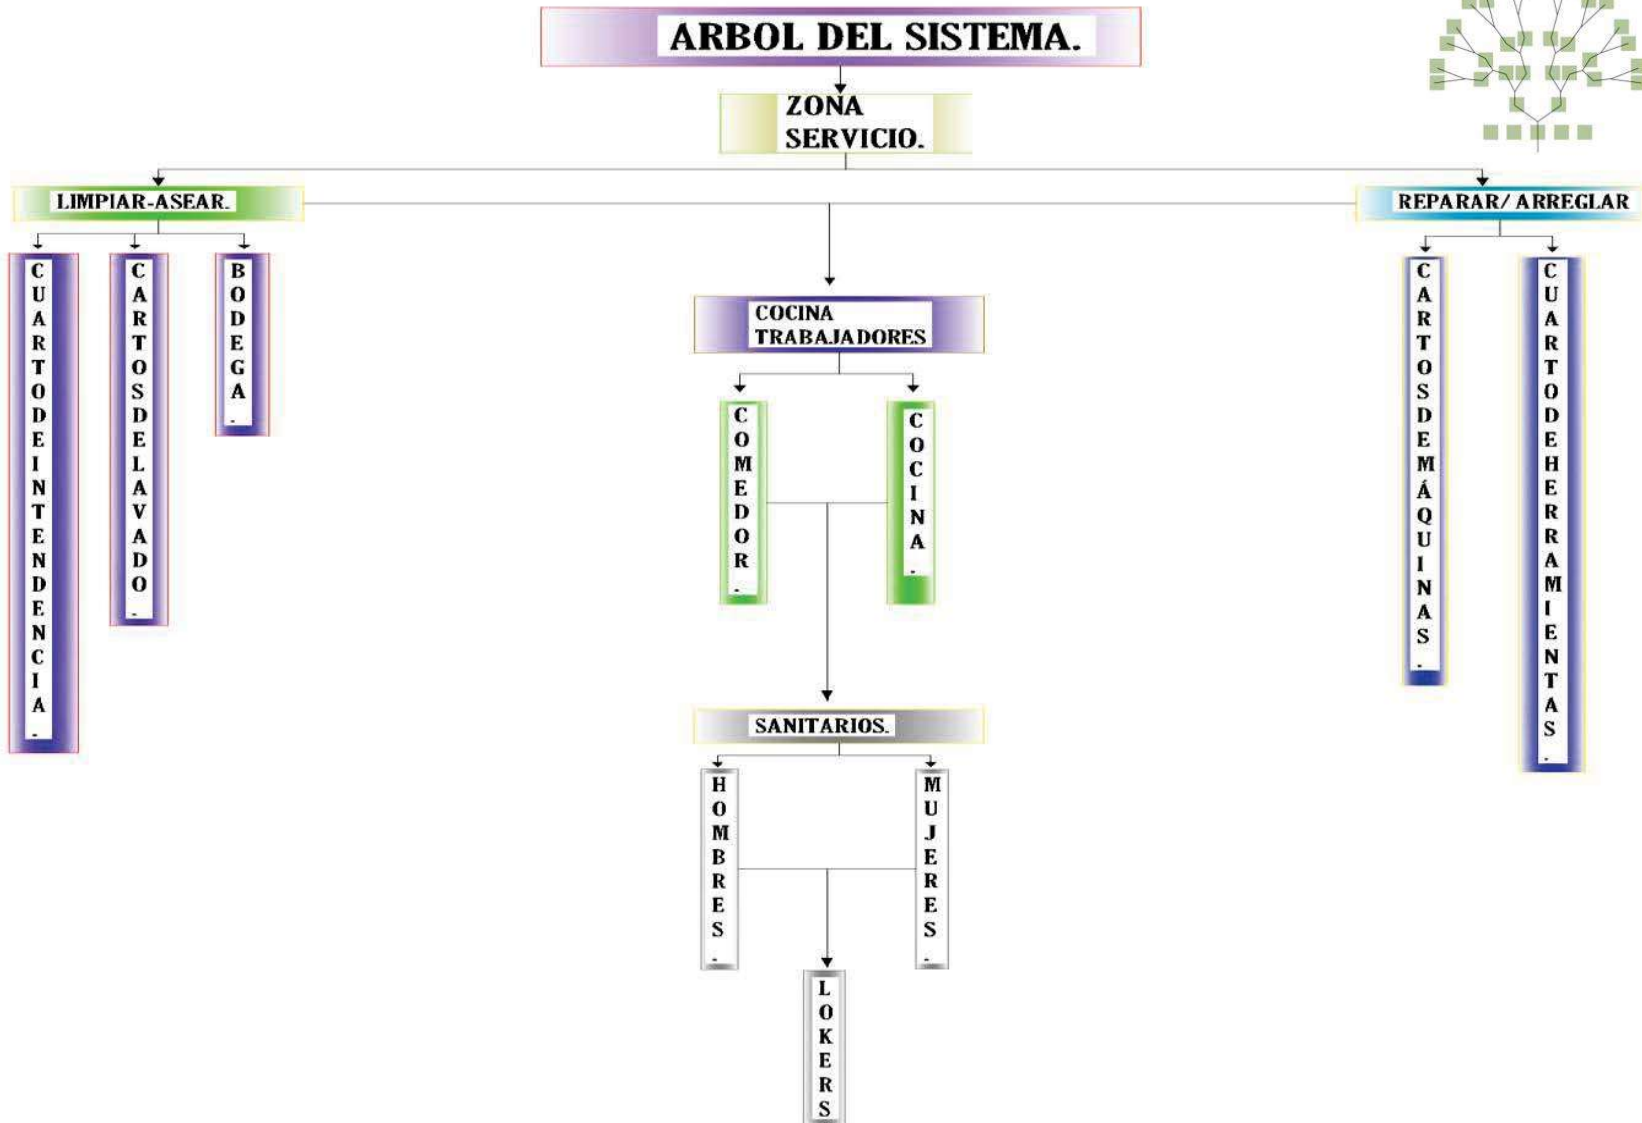 ARBOL DEL SISTEMA.
ZONA
SERVICIO.
LIMPIAR-ASEAR.
REPARAR/ ARREGLAR
CUARTODEINTENDENCIA.
CARTOSDELAVADO.
BODEGA.
COCINA
TRABAJADORES
COMEDOR.
COCINA.
CARTOSDEMÁQUINAS.
CUARTODEHERRAMIENTAS.
SANITARIOS.
HOMBRES.
MUJERES.
LOKERS